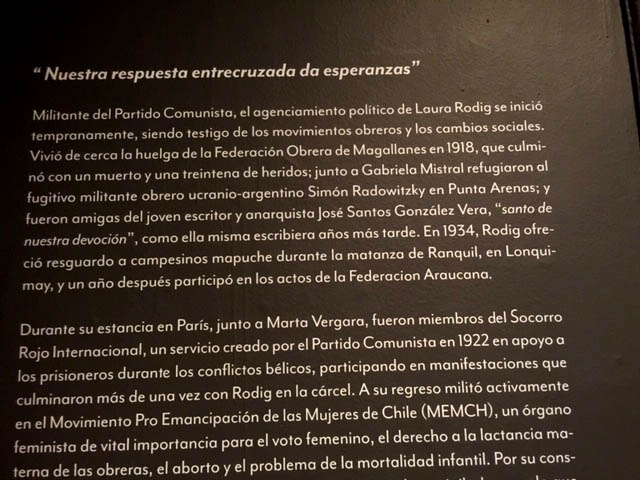 “ Nuestra respuesta entrecruzada da esperanzas”
Militante del Partido Comunista, el agenciamiento político de Laura Rodig se inició
tempranamente, siendo testigo de los movimientos obreros y los cambios sociales.
Vivió de cerca la huelga de la Federación Obrera de Magallanes en 1918, que culmi-
nó con un muerto y una treintena de heridos; junto a Gabriela Mistral refugiaron al
fugitivo militante obrero ucranio-argentino Simón Radowitzky en Punta Arenas; y
fueron amigas del joven escritor y anarquista José Santos González Vera, “santo de
nuestra devoción”, como ella misma escribiera años más tarde. En 1934, Rodig ofre-
ció resguardo a campesinos mapuche durante la matanza de Ranquil, en Lonqui-
may, y un año después participó en los actos de la Federacion Araucana.
Durante su estancia en París, junto a Marta Vergara, fueron miembros del Socorro
Rojo Internacional, un servicio creado por el Partido Comunista en 1922 en apoyo a
los prisioneros durante los conflictos bélicos, participando en manifestaciones que
culminaron más de una vez con Rodig en la cárcel. A su regreso militó activamente
en el Movimiento Pro Emancipación de las Mujeres de Chile (MEMCH), un órgano
feminista de vital importancia para el voto femenino, el derecho a la lactancia ma-
terna de las obreras, el aborto y el problema de la mortalidad infantil. Por su cons-